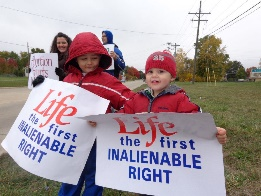 Life
the first
INALIENABLE
RIGHT
Life
the first
INALIENABLE
RIGHT